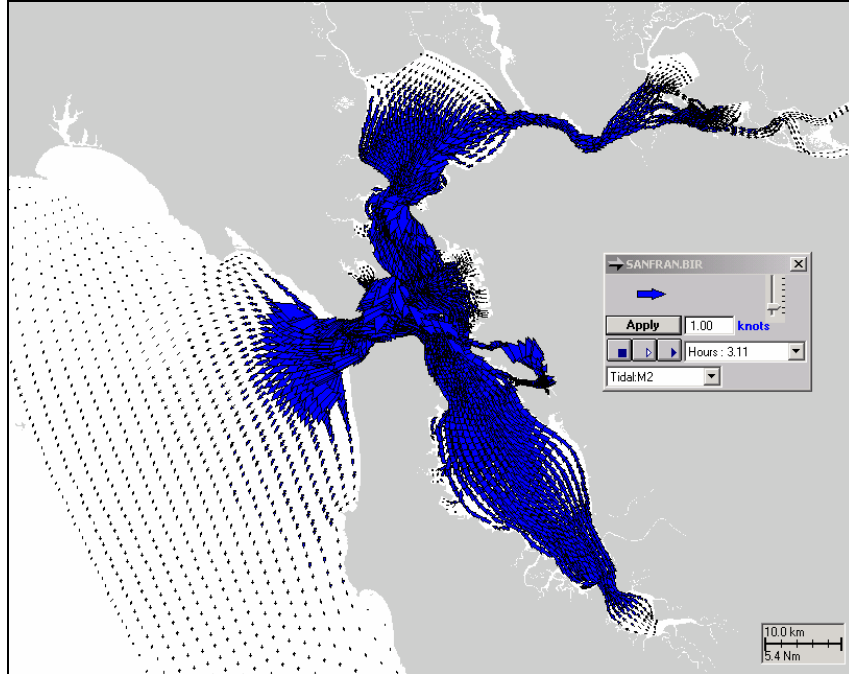 SANFRAN.BIR
Apply 1.00 knots
Hours : 3.11
Tidal:M2
10.0 km
5.4 Nm